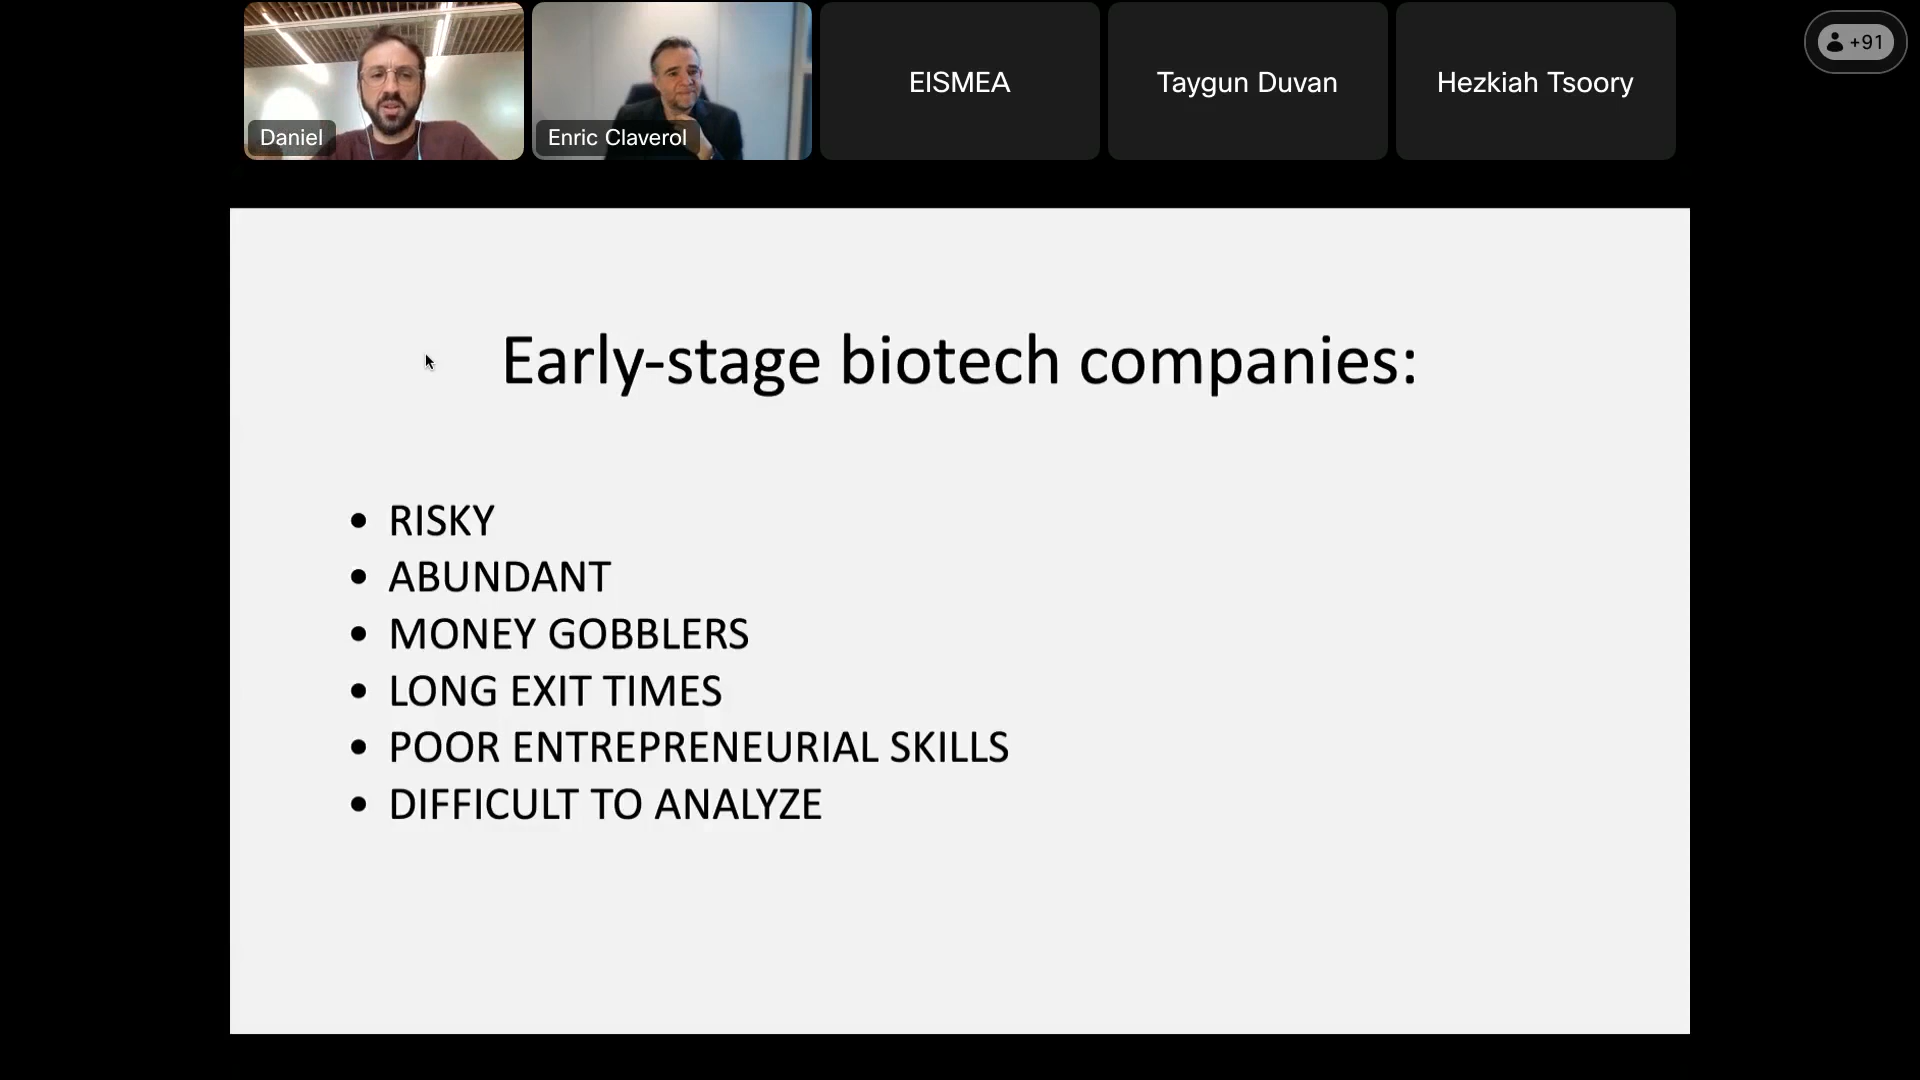 Daniel
Enric Claverol
EISMEA
Taygun Duvan
Hezkiah Tsoory
+91
Early-stage biotech companies:
• RISKY
• ABUNDANT
• MONEY GOBBLERS
• LONG EXIT TIMES
• POOR ENTREPRENEURIAL SKILLS
• DIFFICULT TO ANALYZE